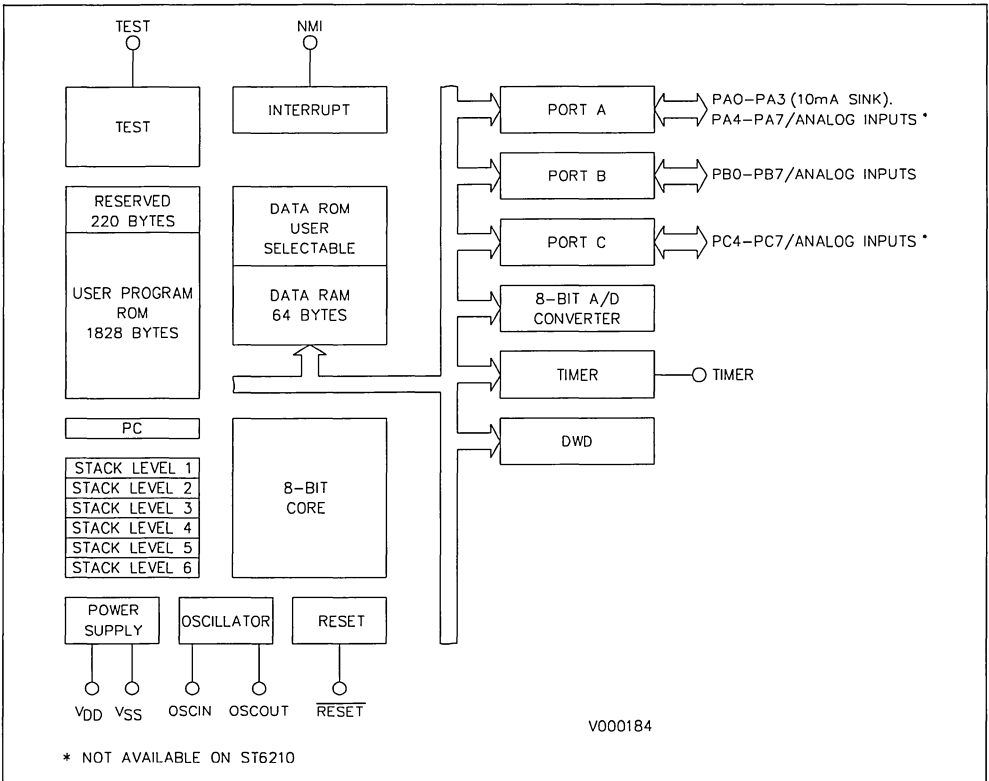 TEST
NMI
TEST
INTERRUPT
PORT A
PA0-PA3 (10mA SINK).
PA4-PA7/ANALOG INPUTS *
RESERVED
220 BYTES
USER PROGRAM
ROM
1828 BYTES
DATA ROM
USER
SELECTABLE
DATA RAM
64 BYTES
PORT B
PB0-PB7/ANALOG INPUTS
PORT C
PC4-PC7/ANALOG INPUTS *
8-BIT A/D
CONVERTER
TIMER
TIMER
DWD
PC
STACK LEVEL 1
STACK LEVEL 2
STACK LEVEL 3
STACK LEVEL 4
STACK LEVEL 5
STACK LEVEL 6
8-BIT
CORE
POWER
SUPPLY
OSCILLATOR
RESET
VDD
VSS
OSCIN
OSCOUT
RESET
V000184
* NOT AVAILABLE ON ST6210